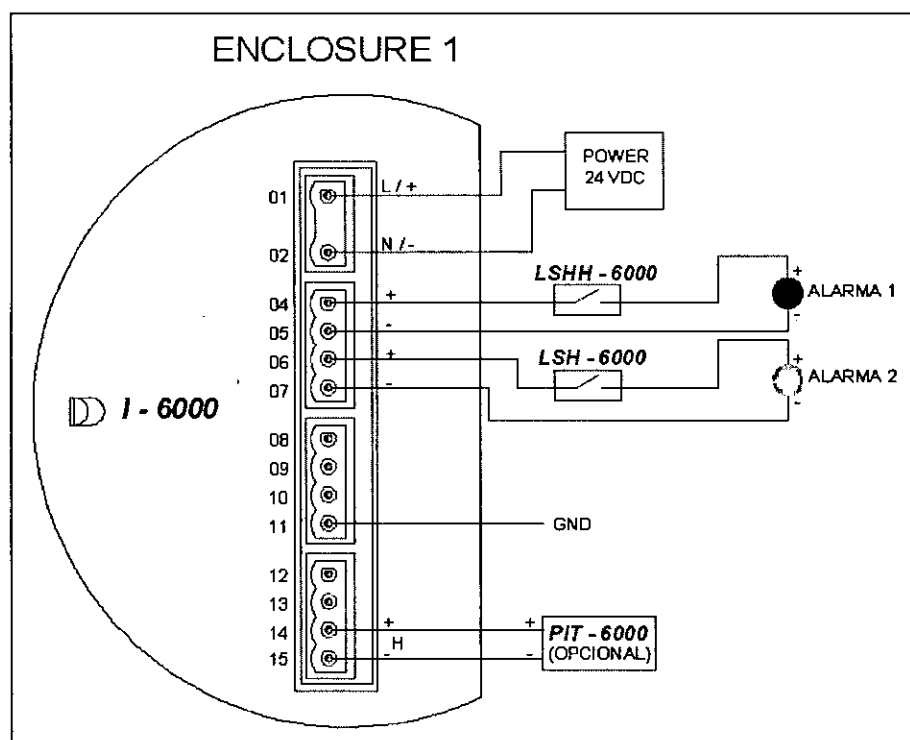 ENCLOSURE 1
POWER
24 VDC
01
L / +
02
N / -
LSHH - 6000
04
+
+
ALARMA 1
05
-
-
LSH - 6000
06
+
+
ALARMA 2
07
-
-
I - 6000
08
09
10
11
GND
12
13
14
+
+
PIT - 6000
H
15
-
-
(OPCIONAL)